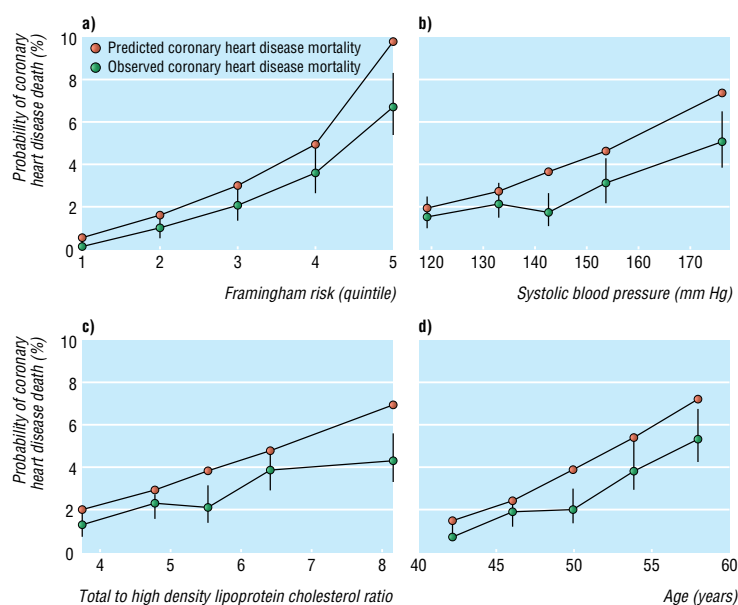 a)
Probability of coronary
heart disease death (%)
10
8
6
4
2
0
Predicted coronary heart disease mortality
Observed coronary heart disease mortality
1 2 3 4 5
Framingham risk (quintile)
b)
120 130 140 150 160 170
Systolic blood pressure (mm Hg)
c)
Probability of coronary
heart disease death (%)
10
8
6
4
2
0
4 5 6 7 8
Total to high density lipoprotein cholesterol ratio
d)
40 45 50 55 60
Age (years)